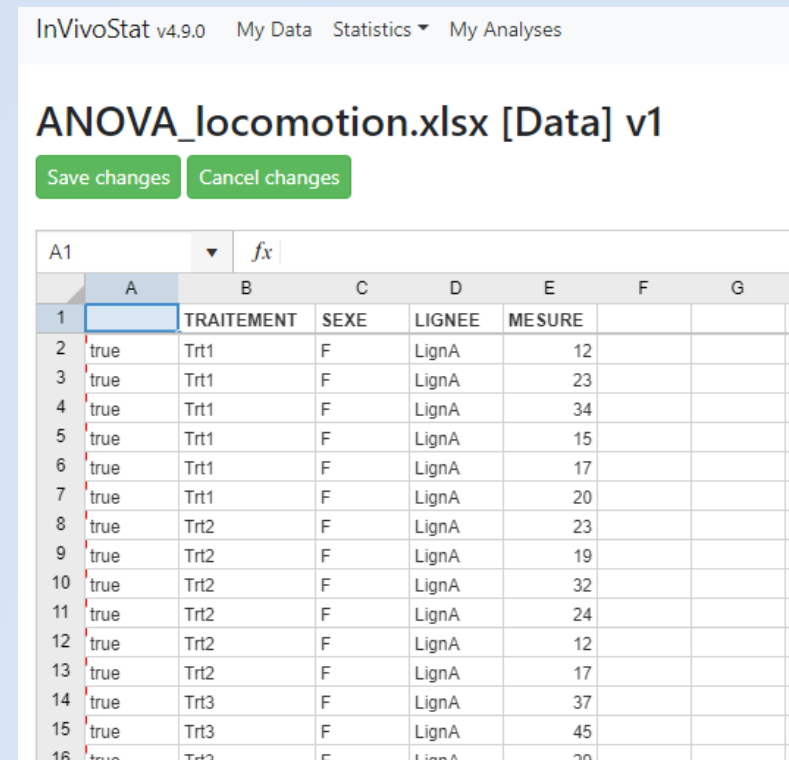 InVivoStat v4.9.0 My Data Statistics My Analyses
ANOVA_locomotion.xlsx [Data] v1
Save changes Cancel changes
A1 fx
A B C D E F G
1 TRAITEMENT SEXE LIGNEE MESURE
2 true Trt1 F LignA 12
3 true Trt1 F LignA 23
4 true Trt1 F LignA 34
5 true Trt1 F LignA 15
6 true Trt1 F LignA 17
7 true Trt1 F LignA 20
8 true Trt2 F LignA 23
9 true Trt2 F LignA 19
10 true Trt2 F LignA 32
11 true Trt2 F LignA 24
12 true Trt2 F LignA 12
13 true Trt2 F LignA 17
14 true Trt3 F LignA 37
15 true Trt3 F LignA 45
16 true Trt3 F LignA